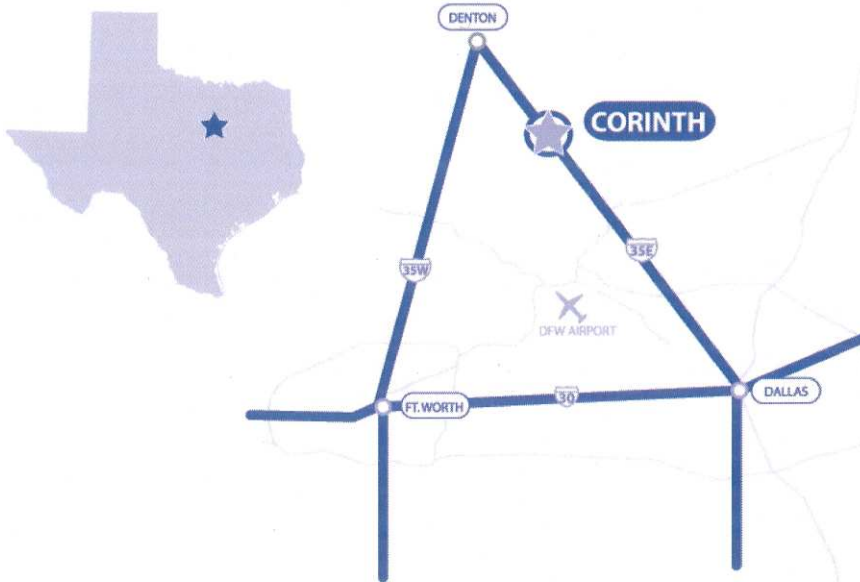 DENTON
CORINTH
35W
35E
DFW AIRPORT
FT. WORTH
30
DALLAS